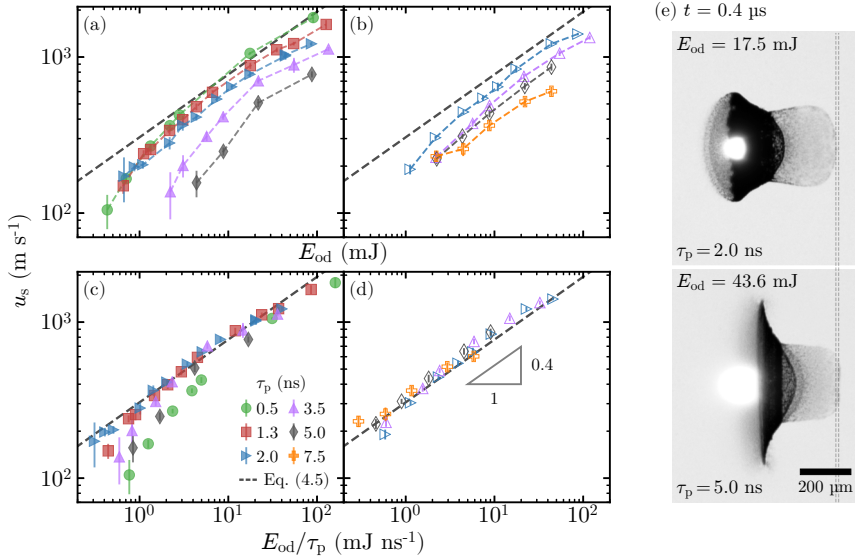 (a)
(b)
10³
10²
E_od (mJ)
u_s (m s⁻¹)
(c)
(d)
10³
10²
τ_p (ns)
0.5
3.5
1.3
5.0
2.0
7.5
Eq. (4.5)
0.4
1
10⁰
10¹
10²
10⁰
10¹
10²
E_od/τ_p (mJ ns⁻¹)
(e) t = 0.4 µs
E_od = 17.5 mJ
τ_p = 2.0 ns
E_od = 43.6 mJ
τ_p = 5.0 ns
200 µm